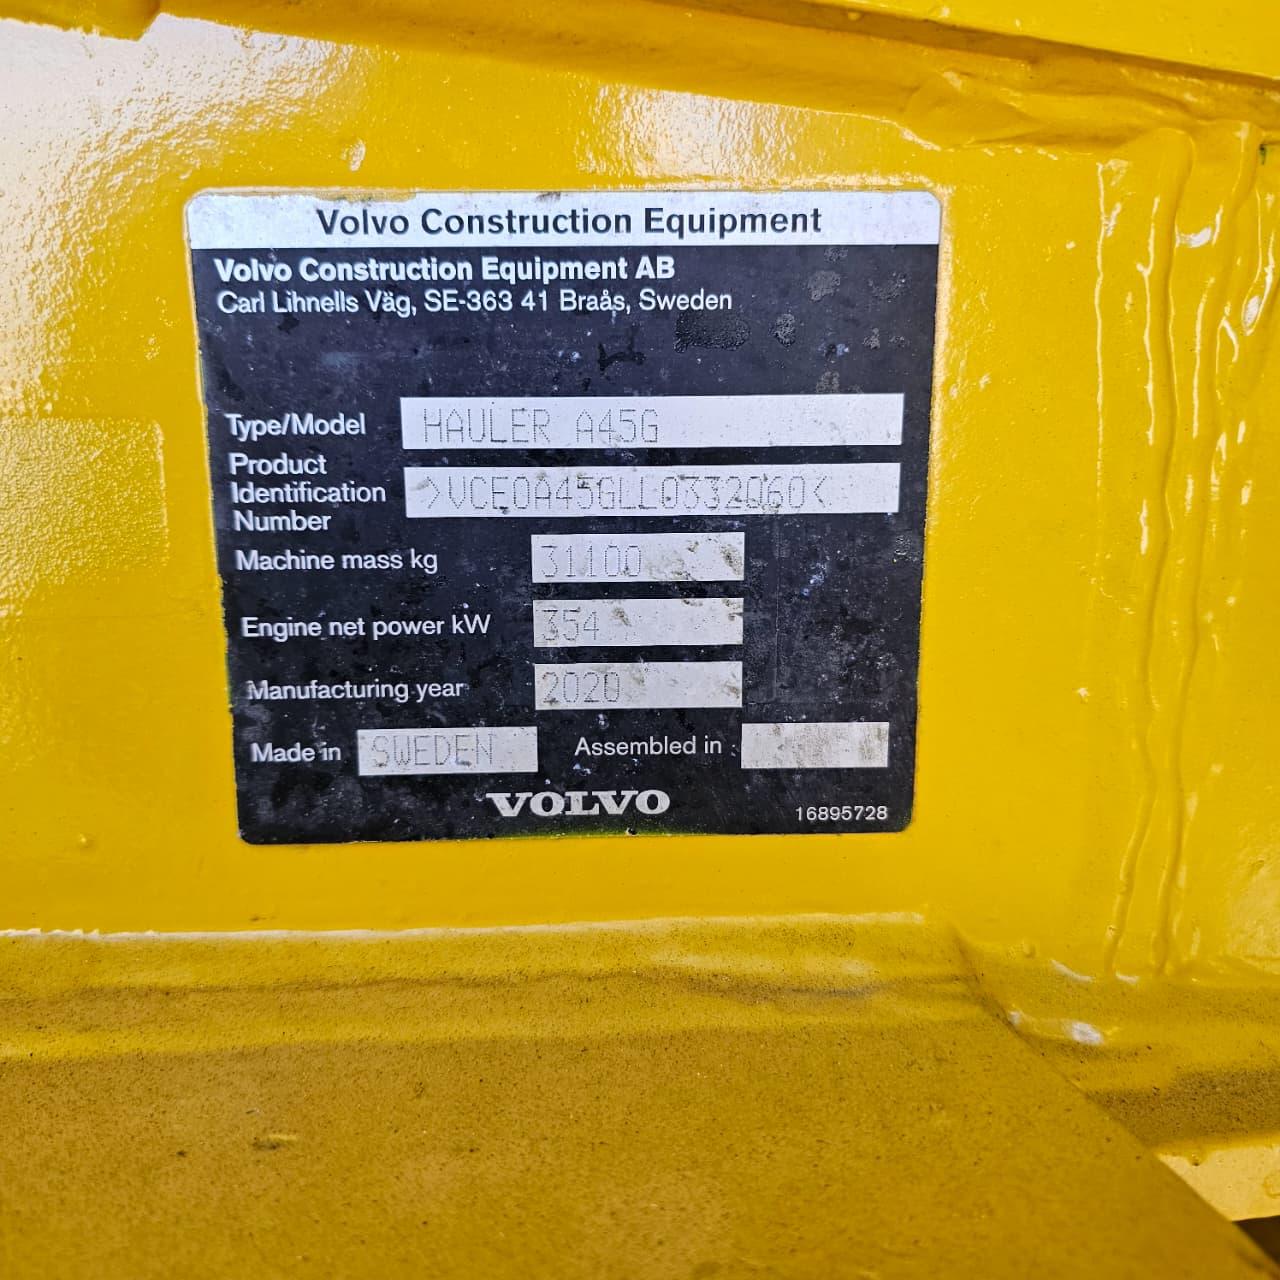 Volvo Construction Equipment
Volvo Construction Equipment AB
Carl Lihnells Väg, SE-363 41 Braås, Sweden
Type/Model HAULER A45G
Product Identification Number >VCE0A45GLL0332060<
Machine mass kg 31100
Engine net power kW 354
Manufacturing year 2020
Made in SWEDEN Assembled in
VOLVO 16895728